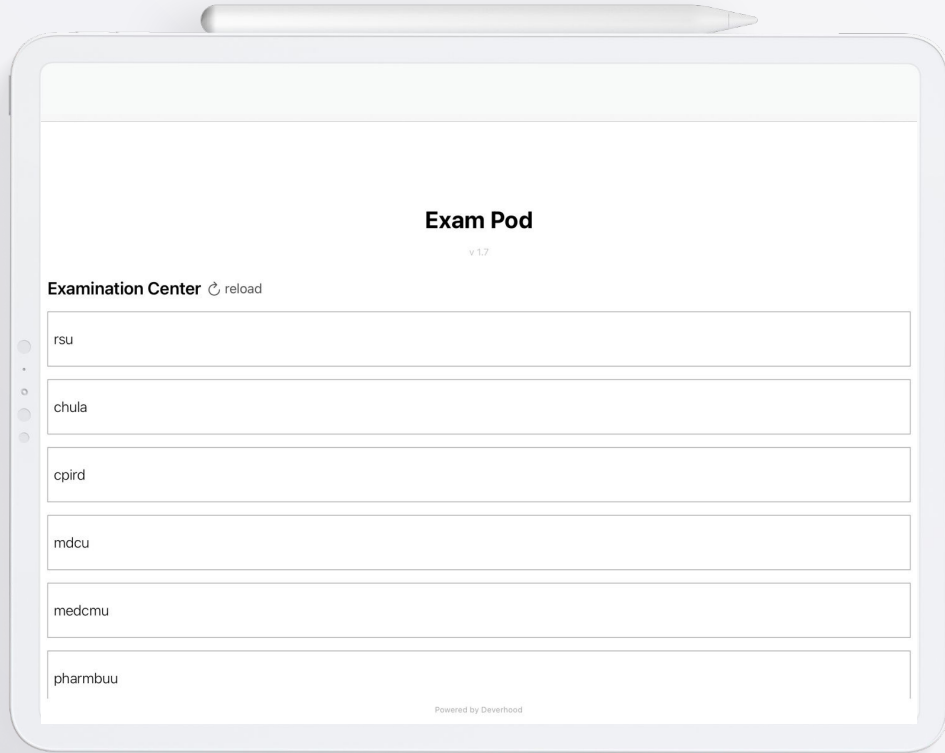 Exam Pod
v 1.7
Examination Center reload
rsu
chula
cpird
mdcu
medcmu
pharmbuu
Powered by Deverhood